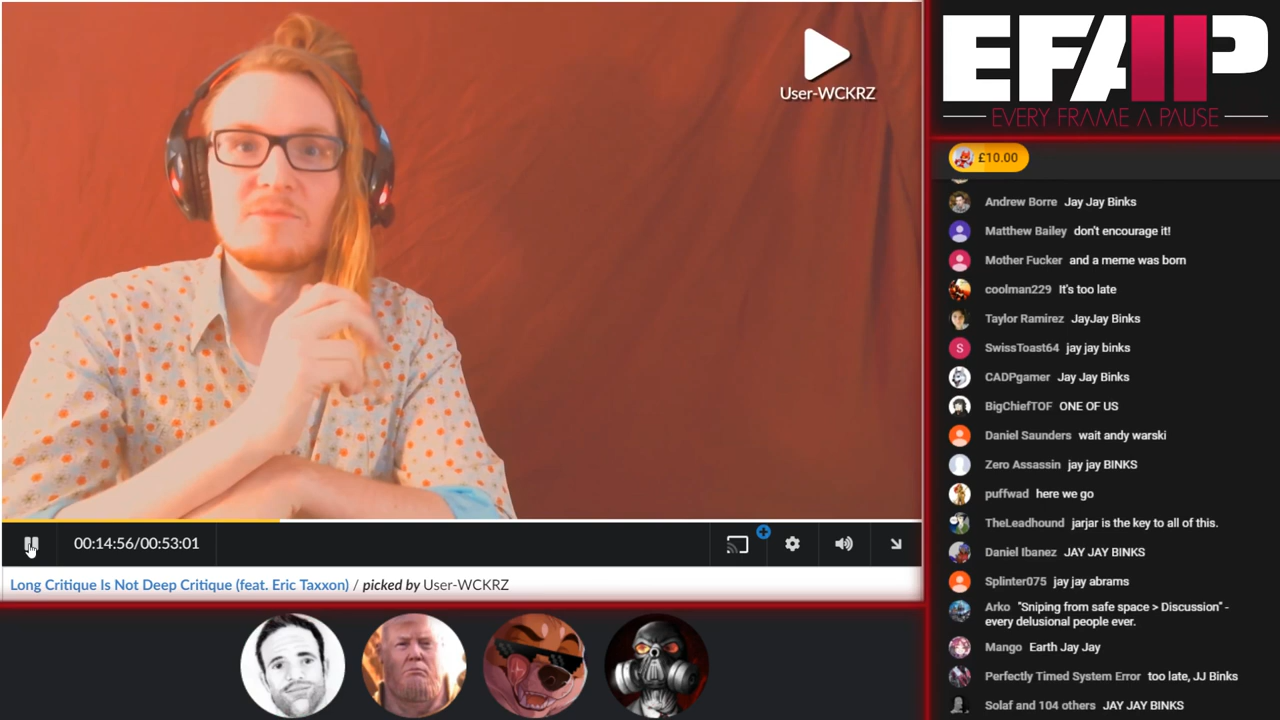 User-WCKRZ
00:14:56/00:53:01
Long Critique Is Not Deep Critique (feat. Eric Taxxon) / picked by User-WCKRZ
EFAP
EVERY FRAME A PAUSE
£10.00
Andrew Borre Jay Jay Binks
Matthew Bailey don't encourage it!
Mother Fucker and a meme was born
coolman229 It's too late
Taylor Ramirez JayJay Binks
S SwissToast64 jay jay binks
CADPgamer Jay Jay Binks
BigChiefTOF ONE OF US
Daniel Saunders wait andy warski
Zero Assassin jay jay BINKS
puffwad here we go
TheLeadhound jarjar is the key to all of this.
Daniel Ibanez JAY JAY BINKS
Splinter075 jay jay abrams
Arko "Sniping from safe space > Discussion" -
every delusional people ever.
Mango Earth Jay Jay
Perfectly Timed System Error too late, JJ Binks
Solaf and 104 others JAY JAY BINKS